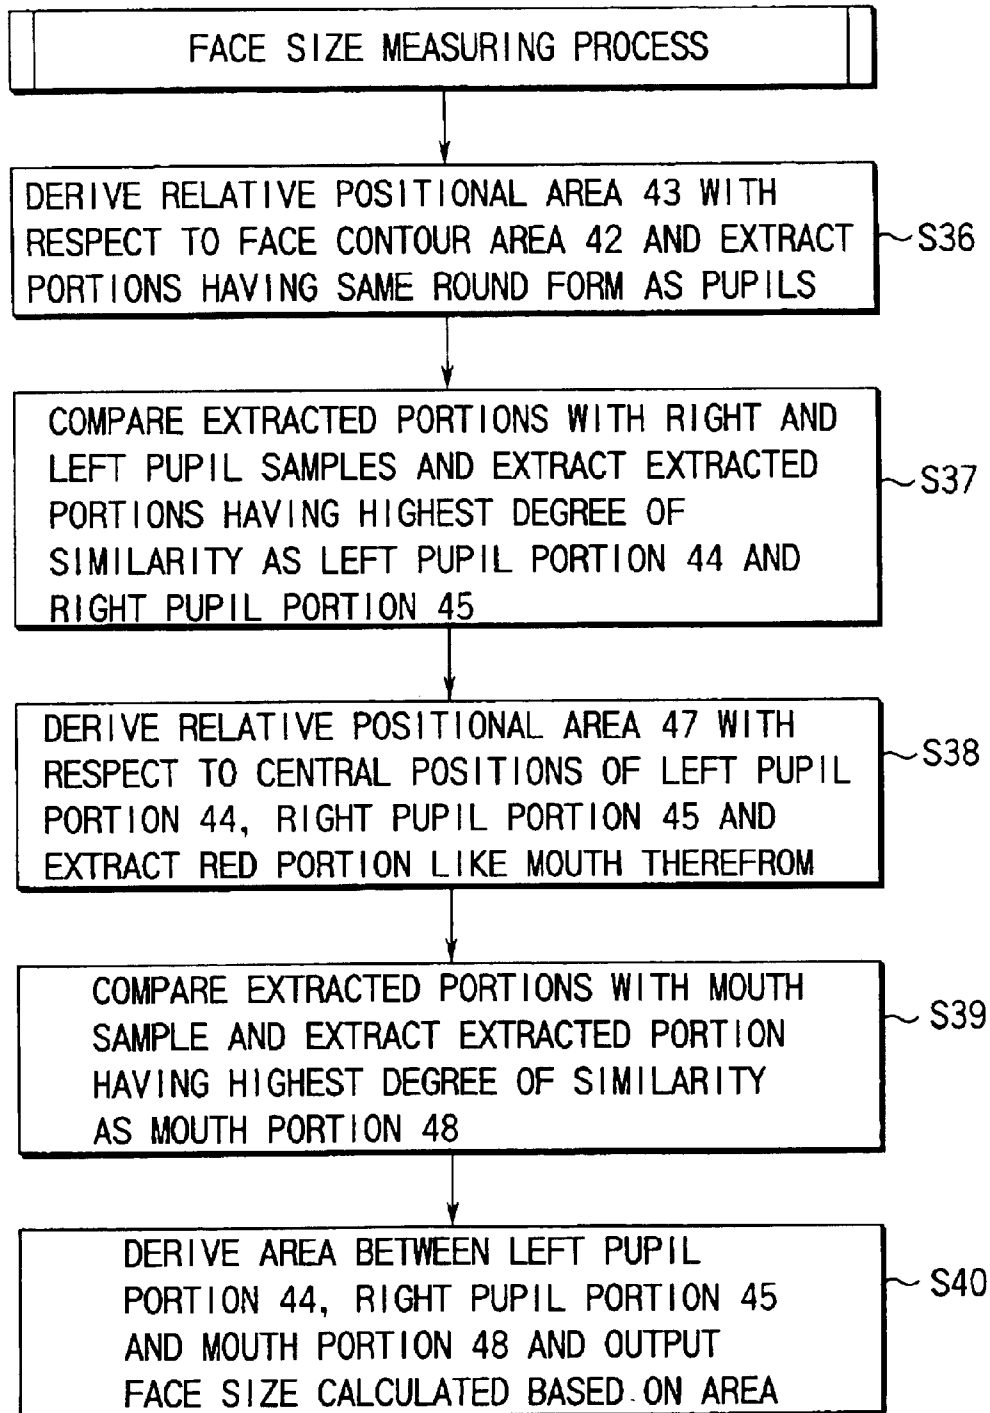 FACE SIZE MEASURING PROCESS
DERIVE RELATIVE POSITIONAL AREA 43 WITH
RESPECT TO FACE CONTOUR AREA 42 AND EXTRACT
PORTIONS HAVING SAME ROUND FORM AS PUPILS
S36
COMPARE EXTRACTED PORTIONS WITH RIGHT AND
LEFT PUPIL SAMPLES AND EXTRACT EXTRACTED
PORTIONS HAVING HIGHEST DEGREE OF
SIMILARITY AS LEFT PUPIL PORTION 44 AND
RIGHT PUPIL PORTION 45
S37
DERIVE RELATIVE POSITIONAL AREA 47 WITH
RESPECT TO CENTRAL POSITIONS OF LEFT PUPIL
PORTION 44, RIGHT PUPIL PORTION 45 AND
EXTRACT RED PORTION LIKE MOUTH THEREFROM
S38
COMPARE EXTRACTED PORTIONS WITH MOUTH
SAMPLE AND EXTRACT EXTRACTED PORTION
HAVING HIGHEST DEGREE OF SIMILARITY
AS MOUTH PORTION 48
S39
DERIVE AREA BETWEEN LEFT PUPIL
PORTION 44, RIGHT PUPIL PORTION 45
AND MOUTH PORTION 48 AND OUTPUT
FACE SIZE CALCULATED BASED ON AREA
S40